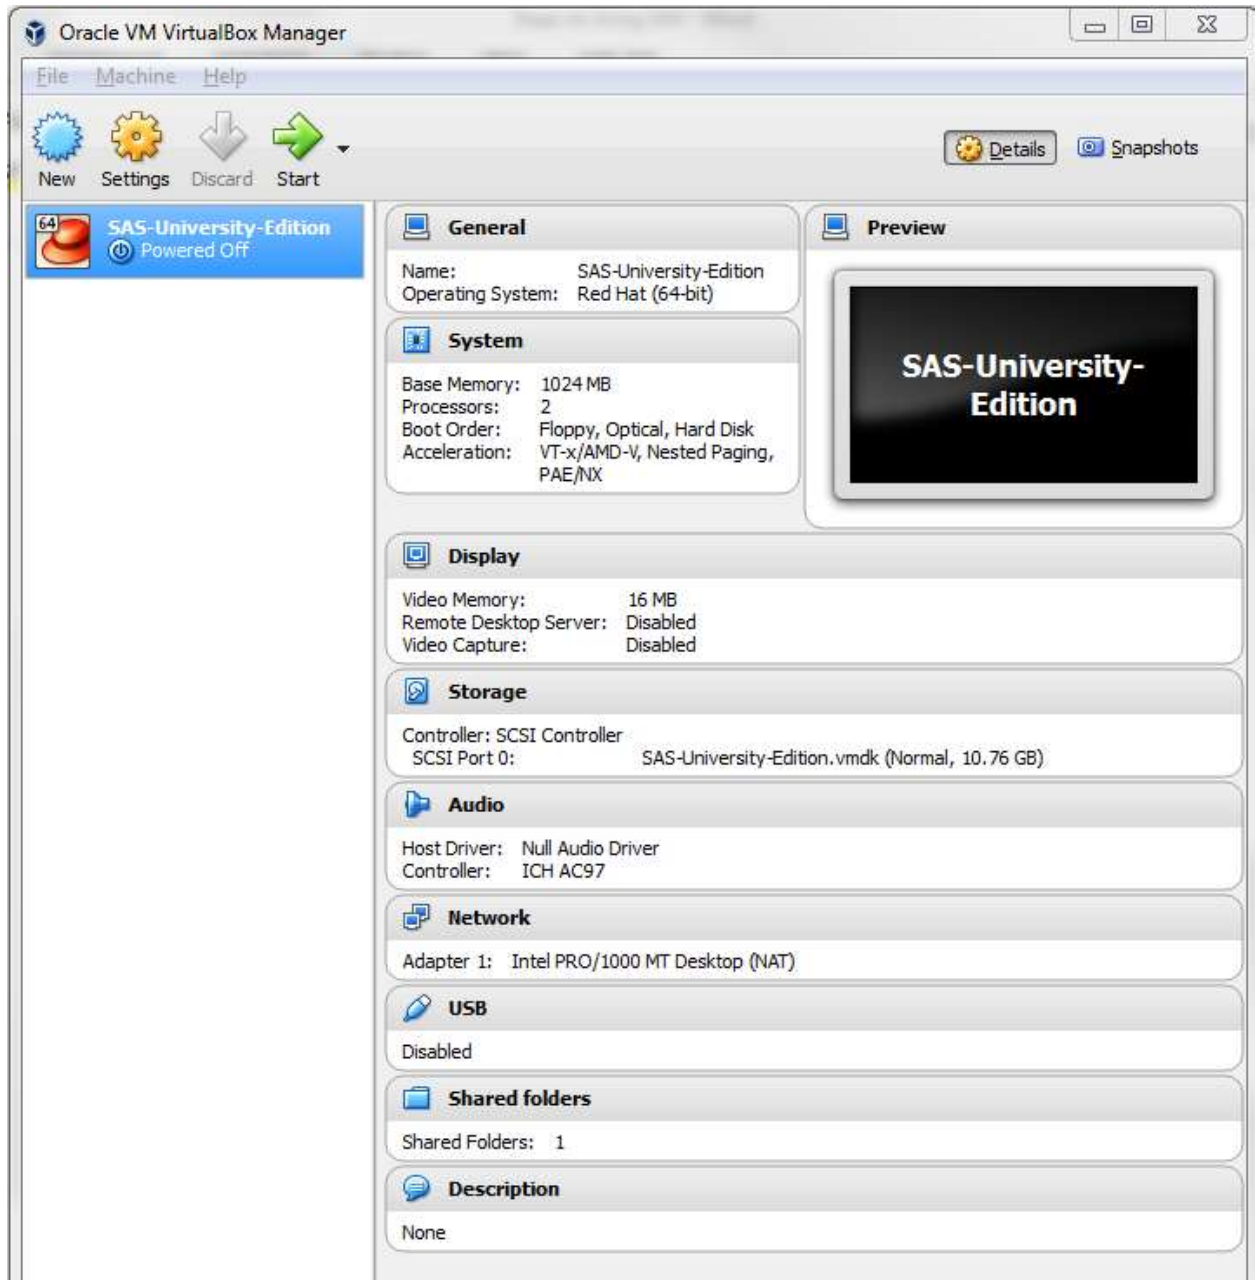 Oracle VM VirtualBox Manager
File Machine Help
New Settings Discard Start
Details Snapshots
64
SAS-University-Edition
Powered Off
General
Name: SAS-University-Edition
Operating System: Red Hat (64-bit)
System
Base Memory: 1024 MB
Processors: 2
Boot Order: Floppy, Optical, Hard Disk
Acceleration: VT-x/AMD-V, Nested Paging,
PAE/NX
Preview
SAS-University-
Edition
Display
Video Memory: 16 MB
Remote Desktop Server: Disabled
Video Capture: Disabled
Storage
Controller: SCSI Controller
SCSI Port 0: SAS-University-Edition.vmdk (Normal, 10.76 GB)
Audio
Host Driver: Null Audio Driver
Controller: ICH AC97
Network
Adapter 1: Intel PRO/1000 MT Desktop (NAT)
USB
Disabled
Shared folders
Shared Folders: 1
Description
None